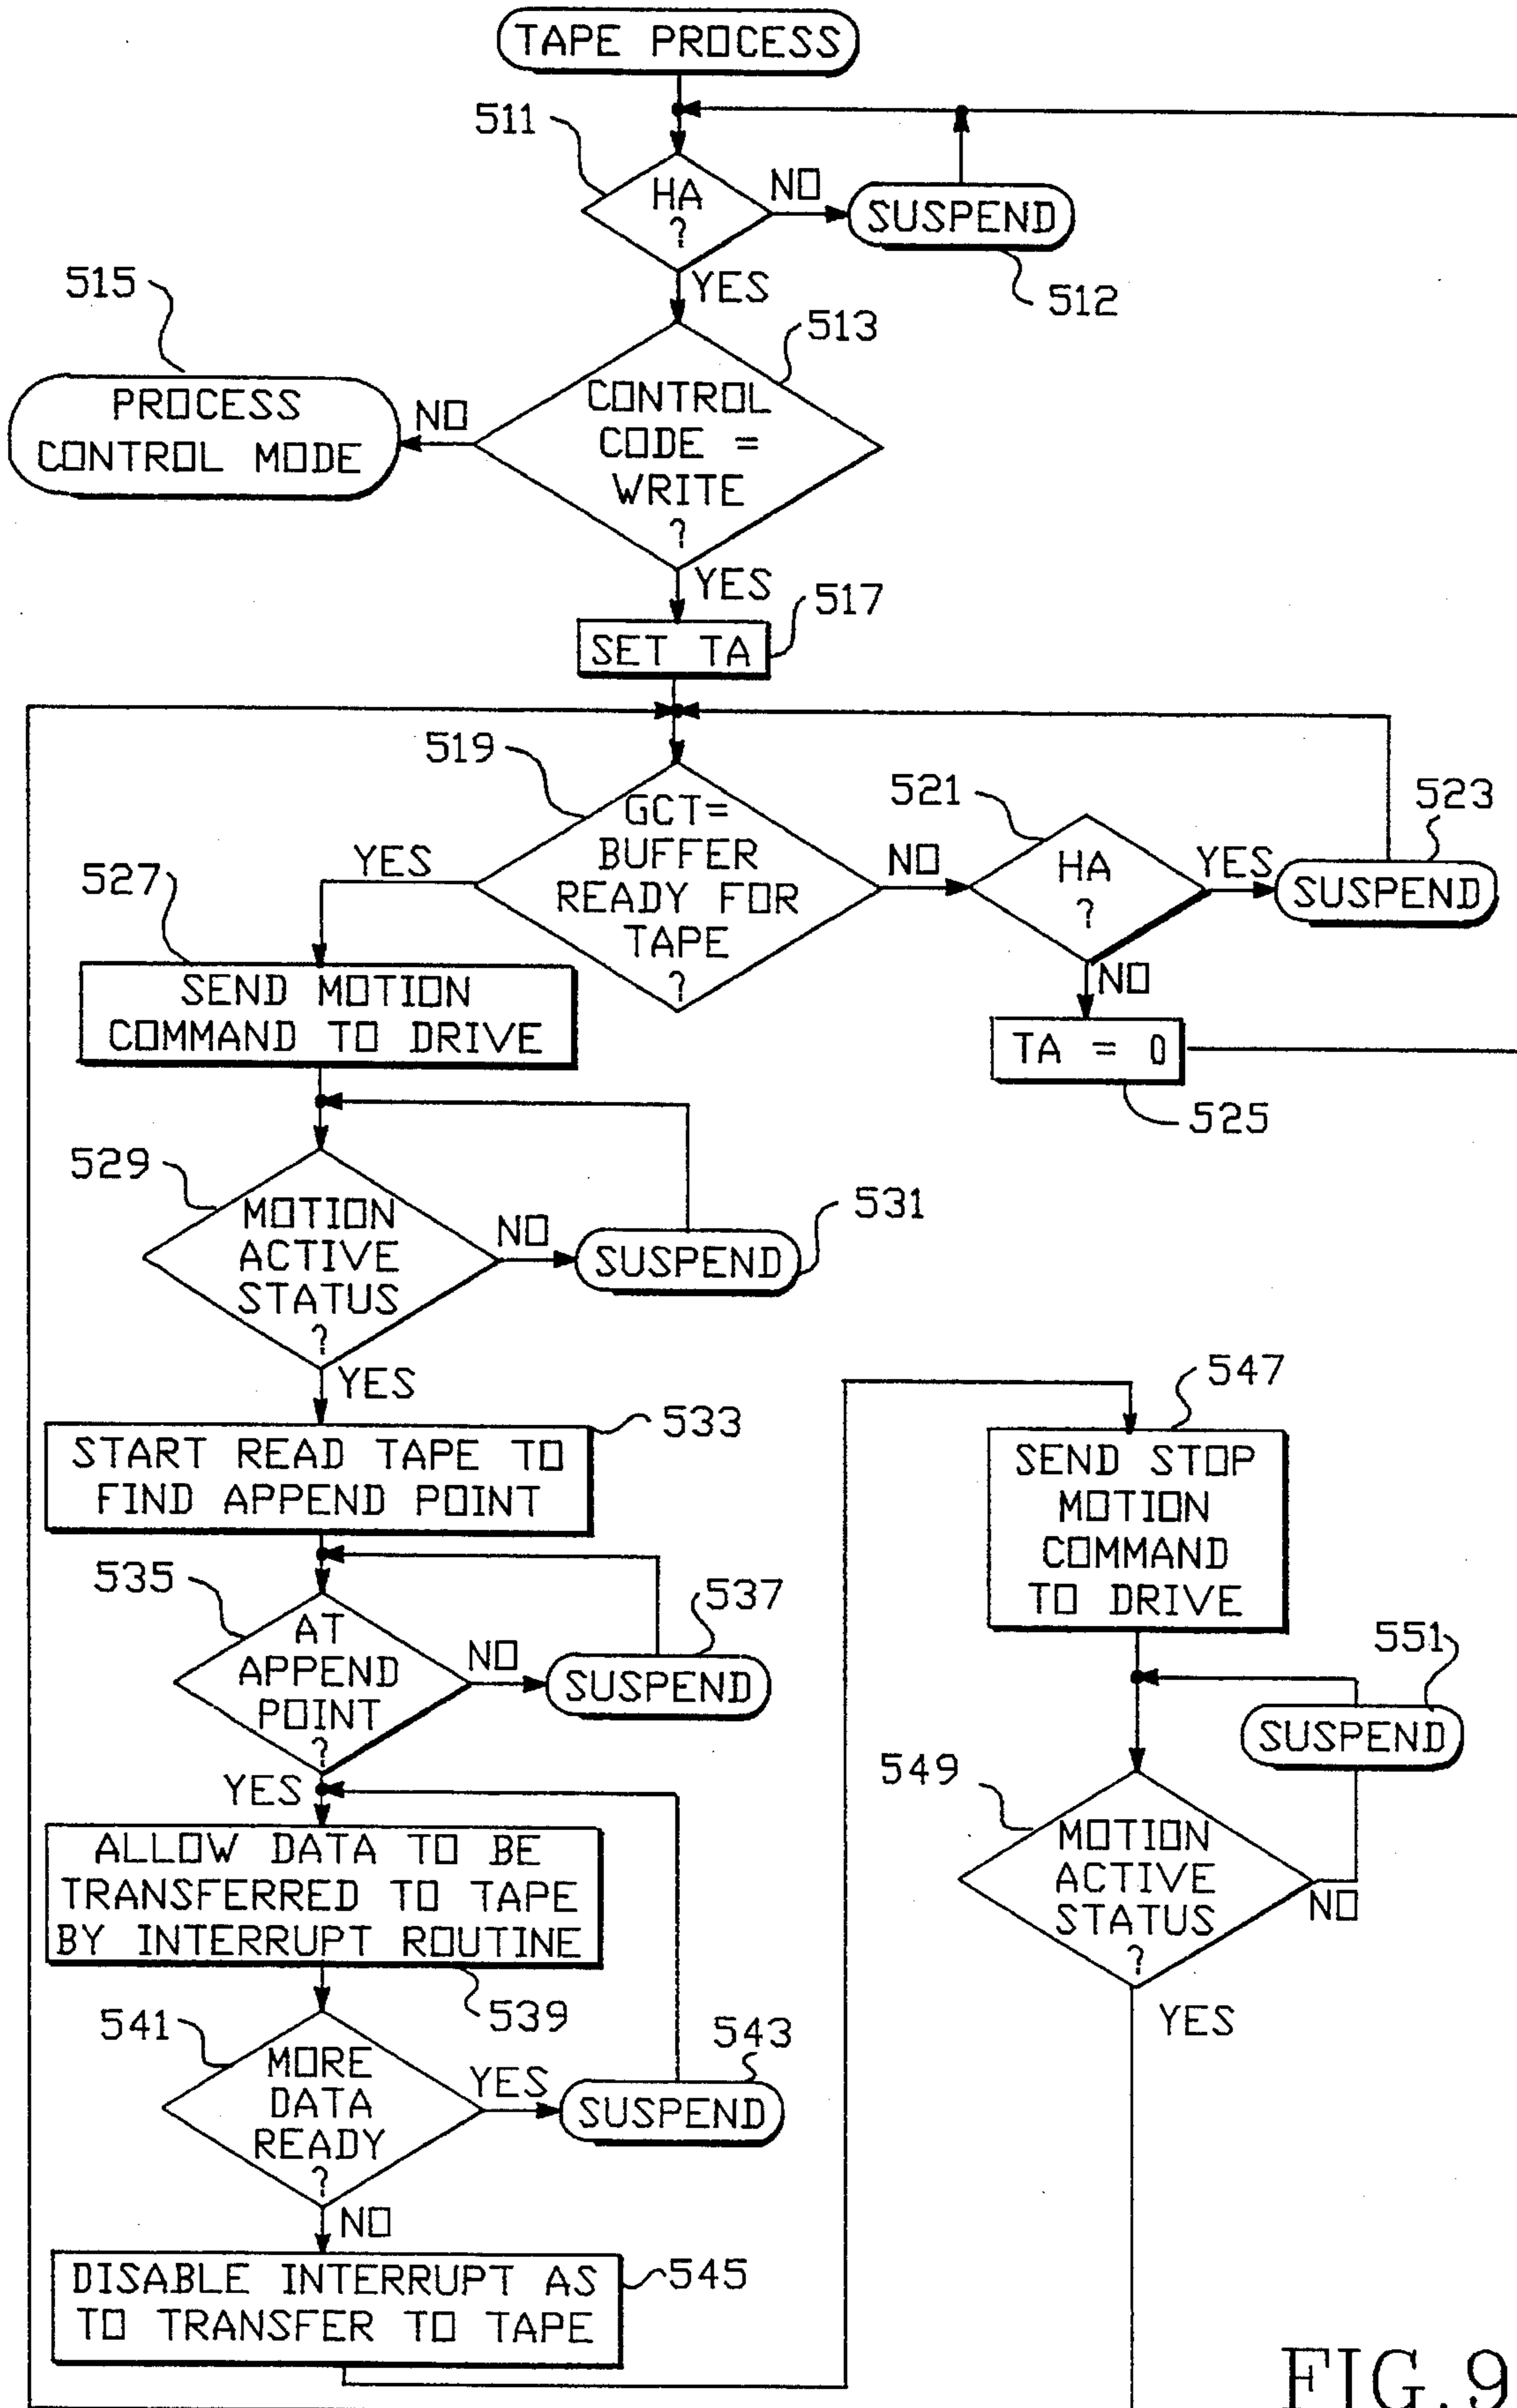 TAPE PROCESS
511
HA
?
NO
SUSPEND
512
YES
515
PROCESS
CONTROL MODE
NO
513
CONTROL
CODE =
WRITE
?
YES
517
SET TA
519
GCT=
BUFFER
READY FOR
TAPE
?
NO
521
HA
?
YES
523
SUSPEND
NO
TA = 0
525
YES
527
SEND MOTION
COMMAND TO DRIVE
529
MOTION
ACTIVE
STATUS
?
NO
SUSPEND
531
YES
533
START READ TAPE TO
FIND APPEND POINT
535
AT
APPEND
POINT
?
NO
537
SUSPEND
YES
ALLOW DATA TO BE
TRANSFERRED TO TAPE
BY INTERRUPT ROUTINE
539
541
MORE
DATA
READY
?
YES
543
SUSPEND
NO
DISABLE INTERRUPT AS
TO TRANSFER TO TAPE
545
547
SEND STOP
MOTION
COMMAND
TO DRIVE
551
SUSPEND
549
MOTION
ACTIVE
STATUS
?
NO
YES
FIG.9